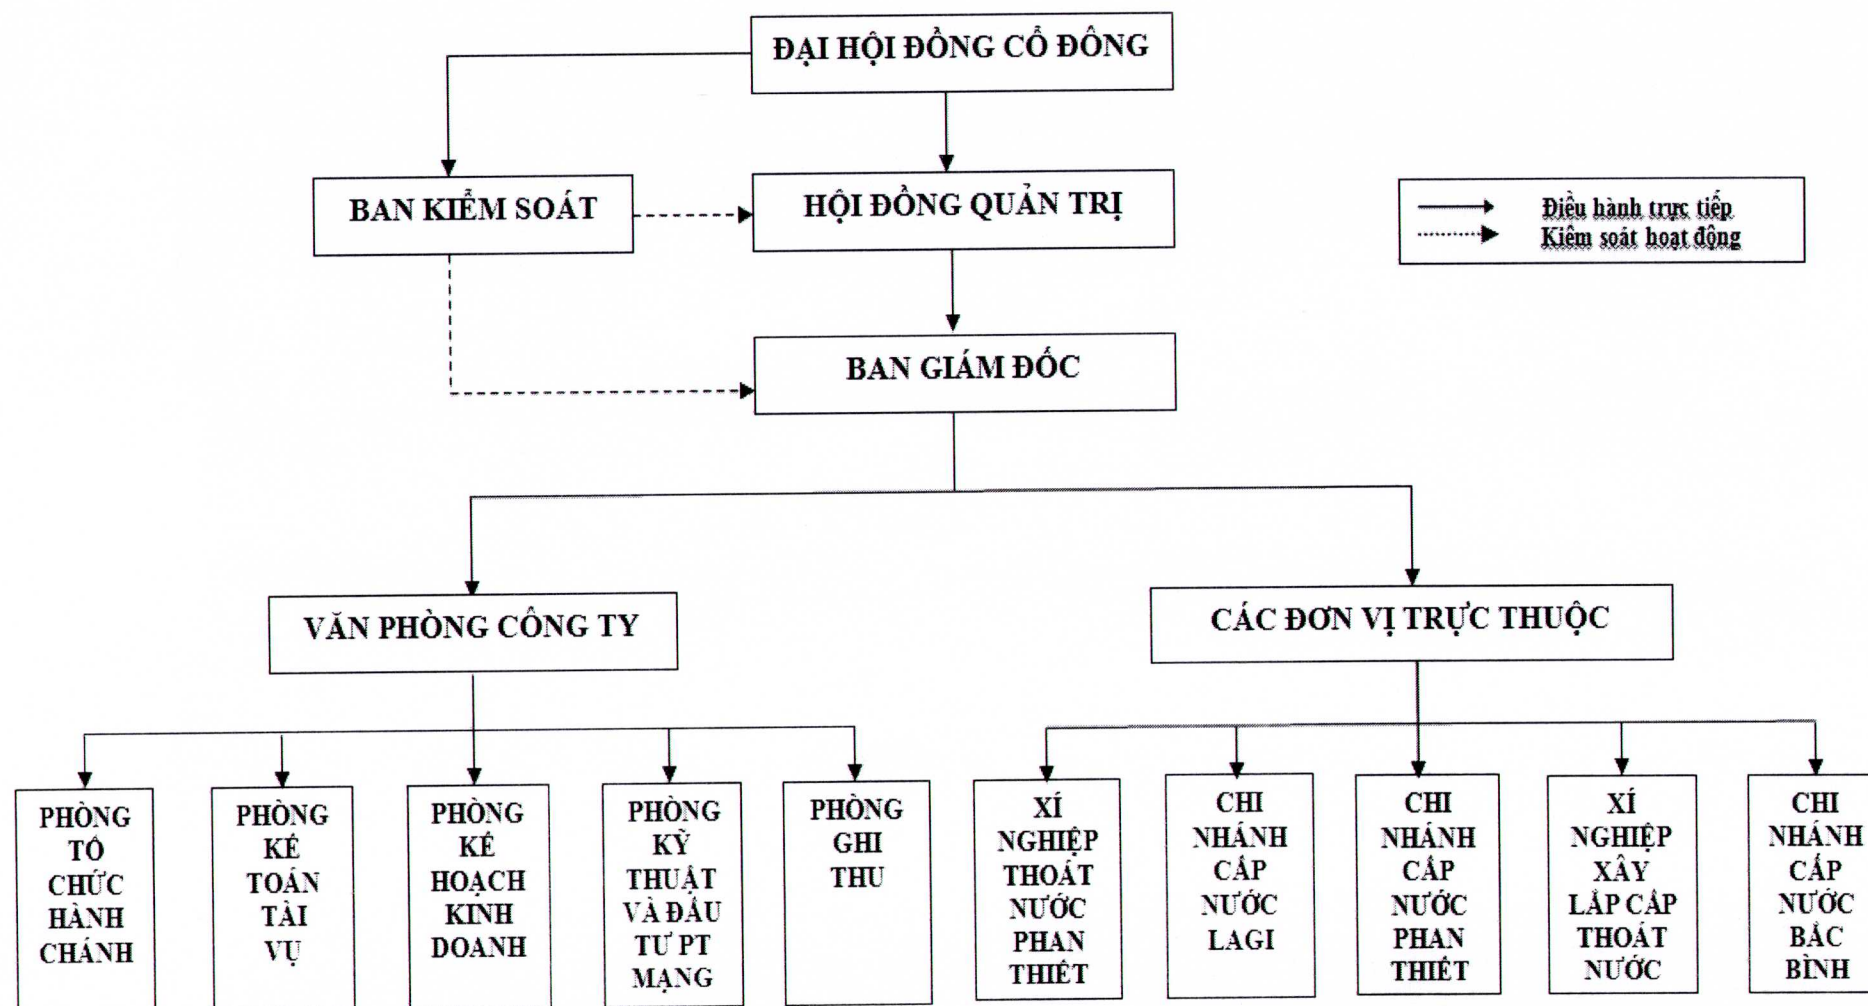 ĐẠI HỘI ĐỒNG CỔ ĐÔNG
BAN KIỂM SOÁT
HỘI ĐỒNG QUẢN TRỊ
Điều hành trực tiếp
Kiểm soát hoạt động
BAN GIÁM ĐỐC
VĂN PHÒNG CÔNG TY
CÁC ĐƠN VỊ TRỰC THUỘC
PHÒNG
TỔ
CHỨC
HÀNH
CHÁNH
PHÒNG
KẾ
TOÁN
TÀI
VỤ
PHÒNG
KẾ
HOẠCH
KINH
DOANH
PHÒNG
KỸ
THUẬT
VÀ ĐẦU
TƯ PT
MẠNG
PHÒNG
GHI
THU
XÍ
NGHIỆP
THOÁT
NƯỚC
PHAN
THIẾT
CHI
NHÁNH
CẤP
NƯỚC
LAGI
CHI
NHÁNH
CẤP
NƯỚC
PHAN
THIẾT
XÍ
NGHIỆP
XÂY
LẮP CẤP
THOÁT
NƯỚC
CHI
NHÁNH
CẤP
NƯỚC
BẮC
BÌNH